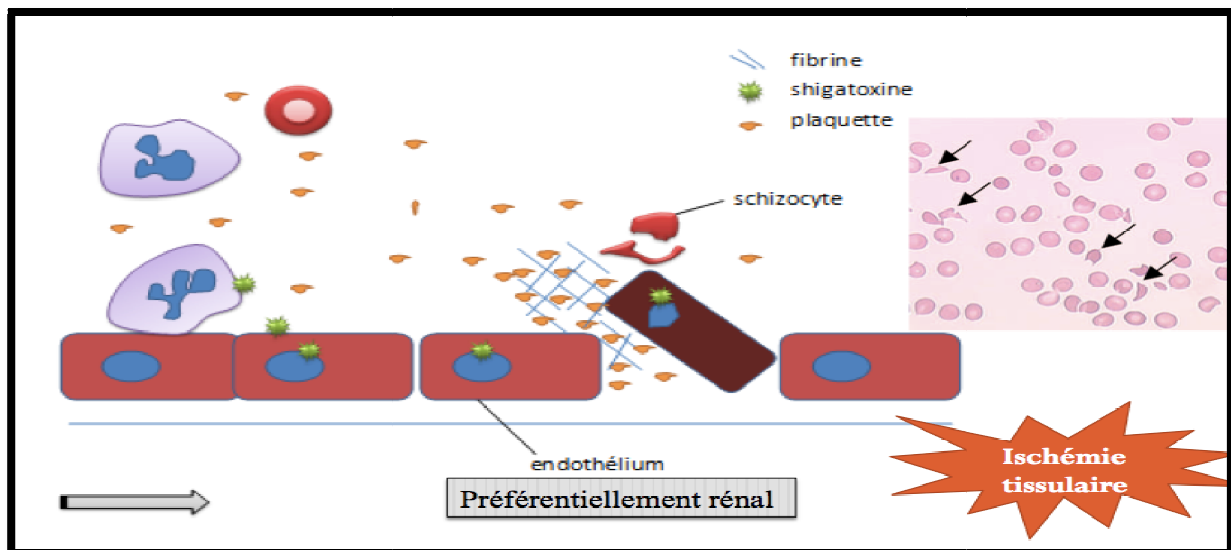 fibrine
shigatoxine
plaquette
schizocyte
endothélium
Préférentiellement rénal
Ischémie
tissulaire